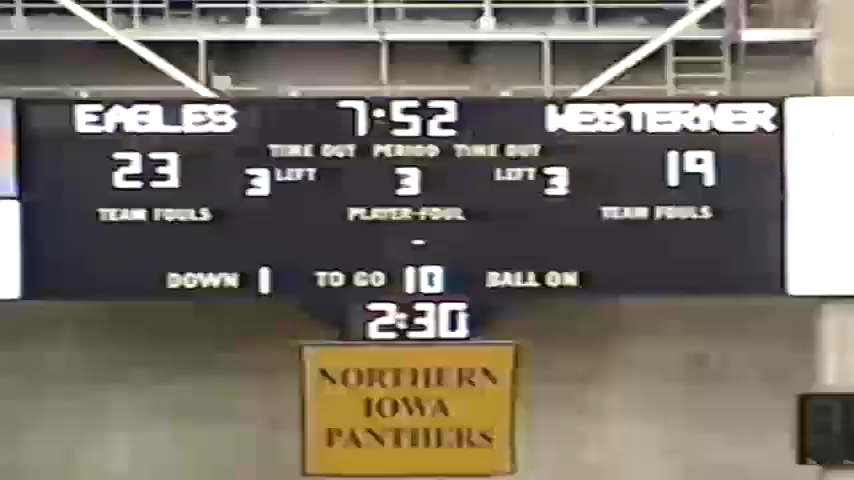 EAGLES 7:52 WESTERNER
TIME OUT PERIOD TIME OUT
23 3 LEFT 3 LEFT 3 19
TEAM FOULS PLAYER-FOUL TEAM FOULS
-
DOWN 1 TO GO 10 BALL ON
2:30
NORTHERN
IOWA
PANTHERS